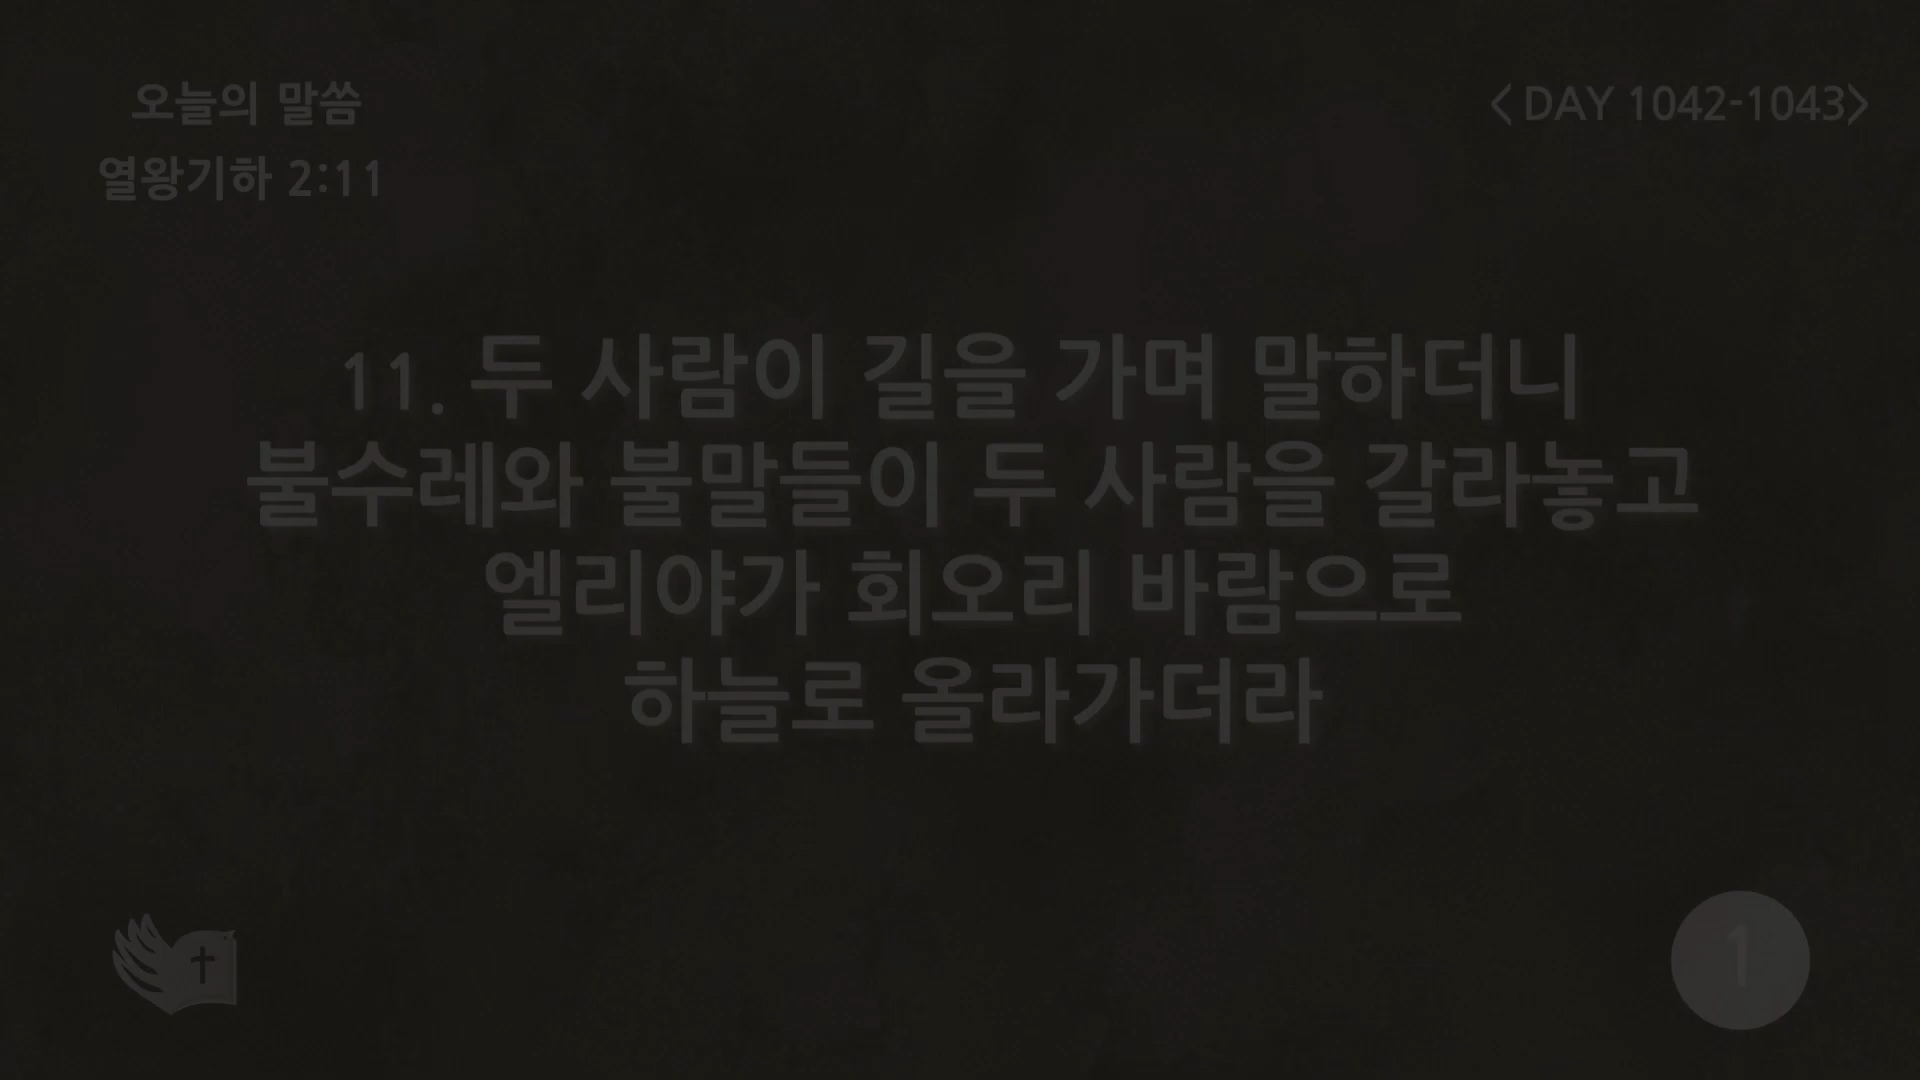 오늘의 말씀
열왕기하 2:11
<DAY 1042-1043>
11. 두 사람이 길을 가며 말하더니
불수레와 불말들이 두 사람을 갈라놓고
엘리야가 회오리 바람으로
하늘로 올라가더라
1